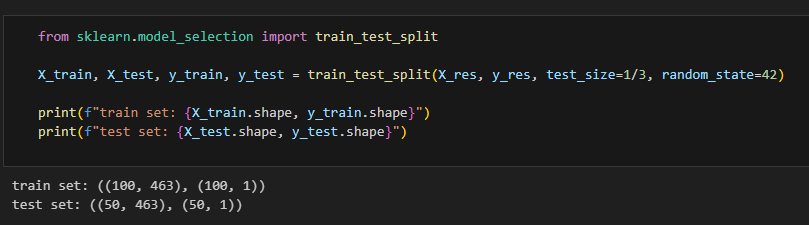 from sklearn.model_selection import train_test_split
X_train, X_test, y_train, y_test = train_test_split(X_res, y_res, test_size=1/3, random_state=42)
print(f"train set: {X_train.shape, y_train.shape}")
print(f"test set: {X_test.shape, y_test.shape}")
train set: ((100, 463), (100, 1))
test set: ((50, 463), (50, 1))